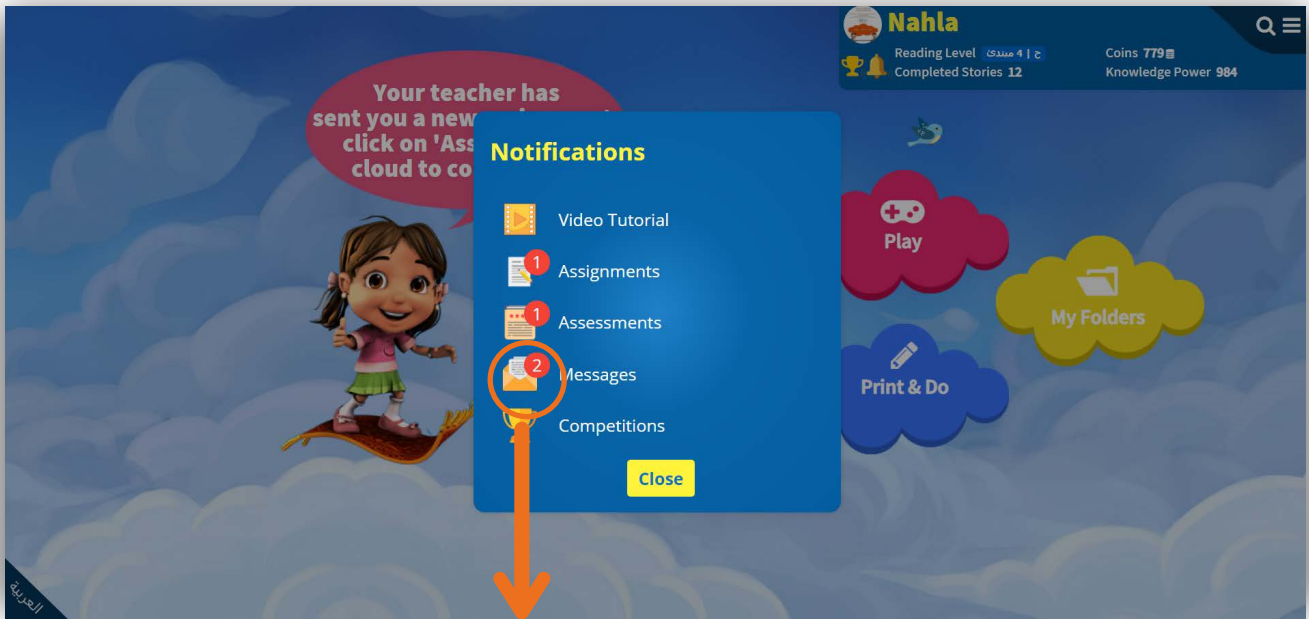 Nahla
Reading Level ج | 4 مبتدئ
Coins 779
Completed Stories 12
Knowledge Power 984
Your teacher has
sent you a new
click on 'Ass
cloud to co
Notifications
Video Tutorial
1
Assignments
1
Assessments
2
Messages
Competitions
Close
Play
My Folders
Print & Do
العربية